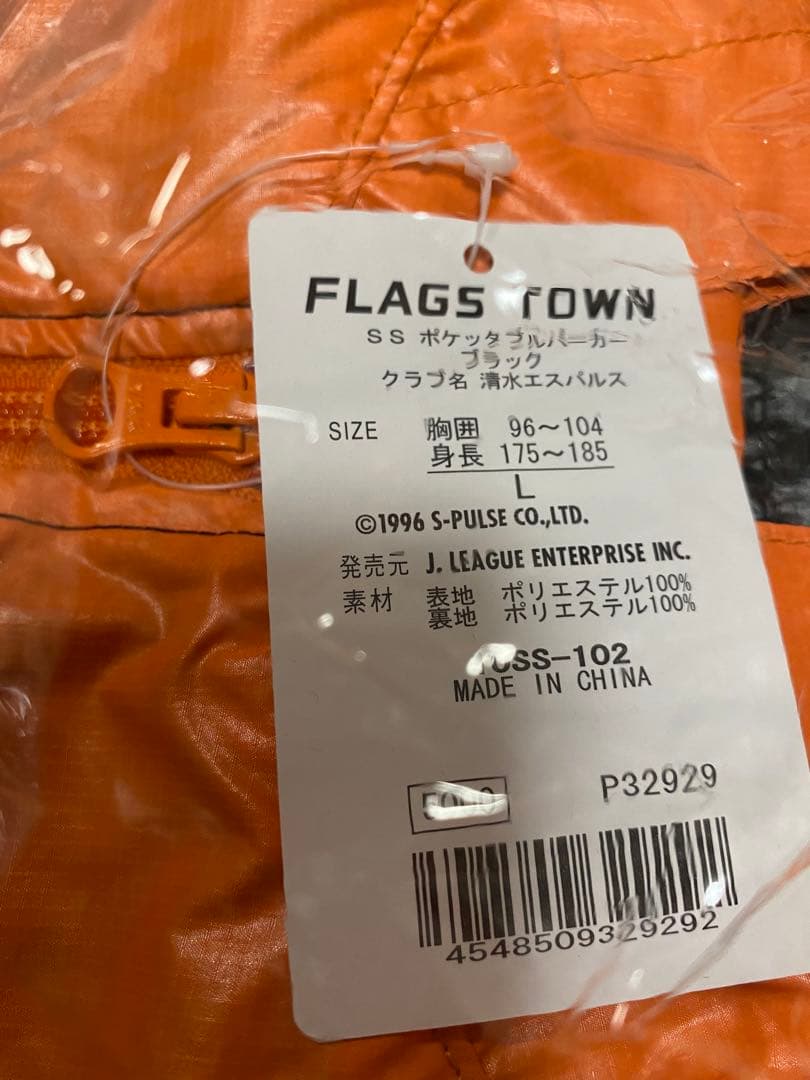 FLAGS TOWN
SS ポケッタブルパーカー
ブラック
クラブ名 清水エスパルス
SIZE 胸囲 96〜104
身長 175〜185
L
©1996 S-PULSE CO.,LTD.
発売元 J. LEAGUE ENTERPRISE INC.
素材 表地 ポリエステル100%
裏地 ポリエステル100%
MADE IN CHINA
P32929
4548509329292